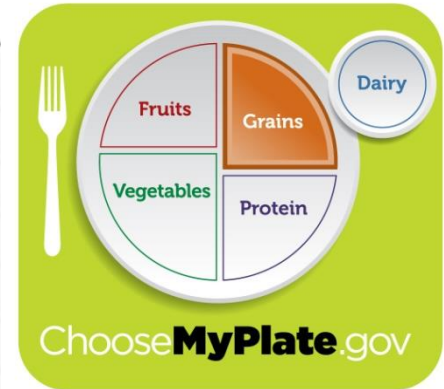 Fruits
Grains
Dairy
Vegetables
Protein
ChooseMyPlate.gov